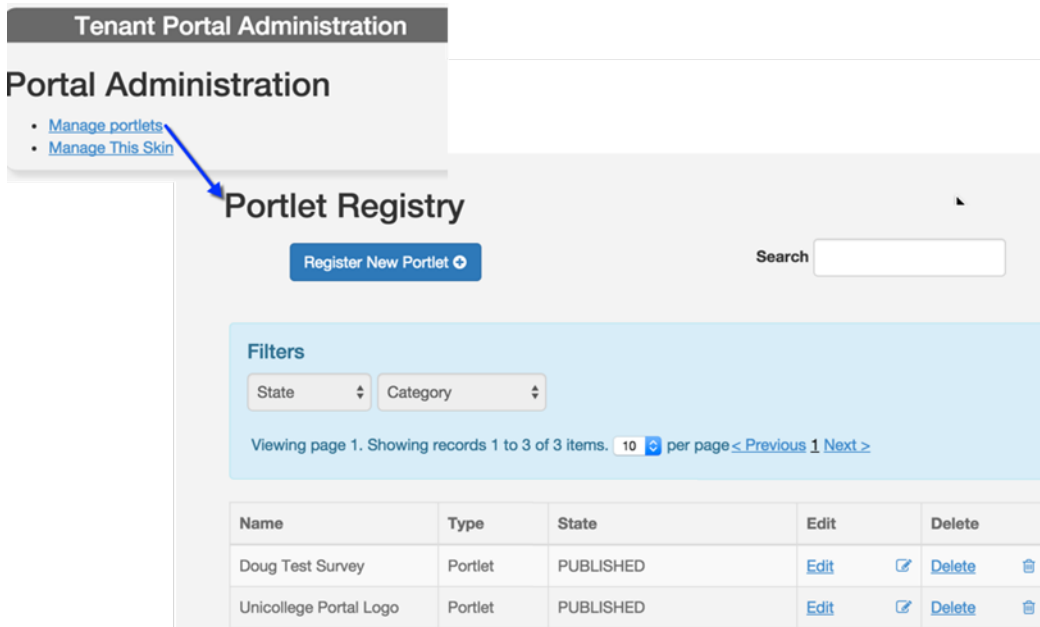 Tenant Portal Administration
Portal Administration
Manage portlets
Manage This Skin
Portlet Registry
Register New Portlet
Search
Filters
State Category
Viewing page 1. Showing records 1 to 3 of 3 items. 10 per page < Previous 1 Next >
Name Type State Edit Delete
Doug Test Survey Portlet PUBLISHED Edit Delete
Unicollege Portal Logo Portlet PUBLISHED Edit Delete